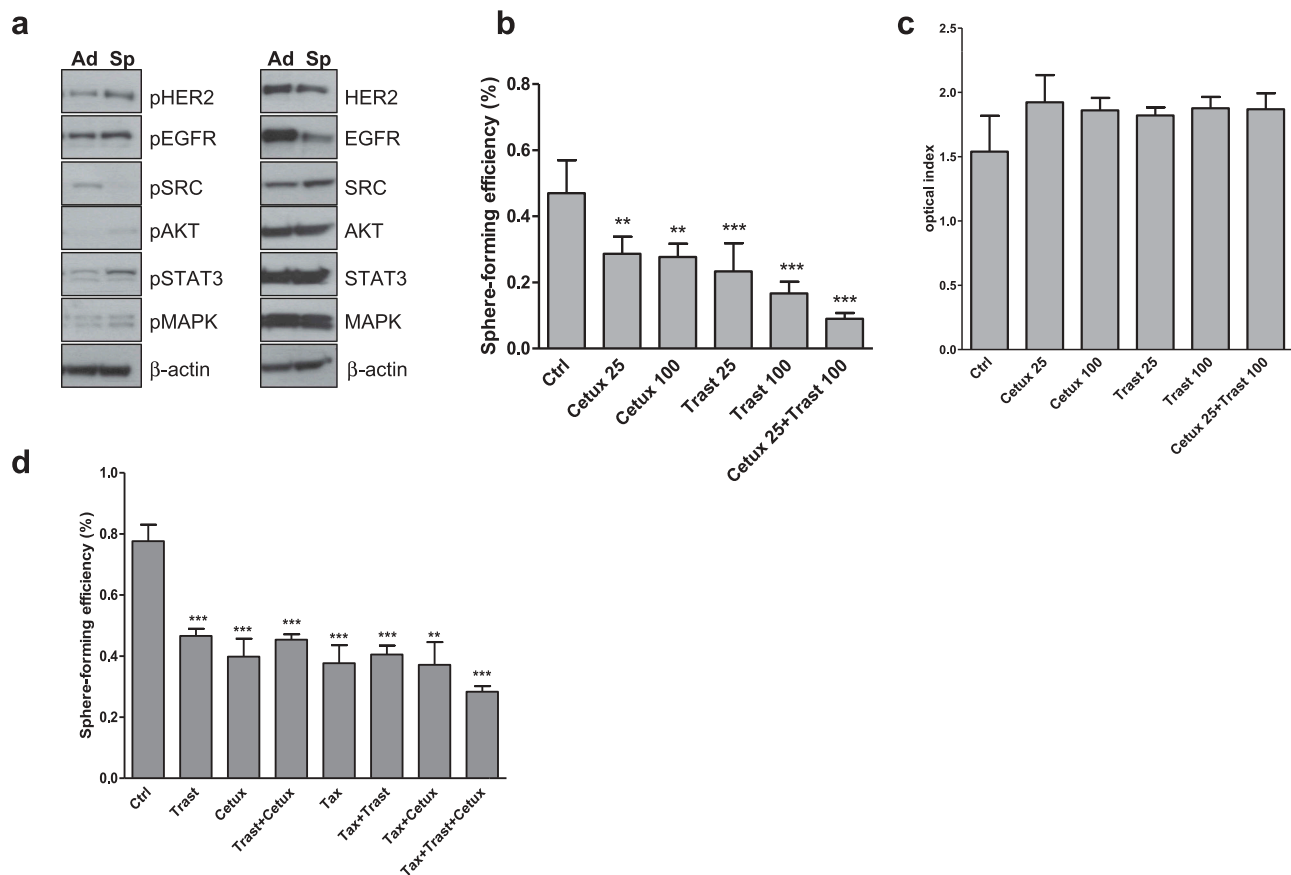 a
Ad Sp
pHER2
pEGFR
pSRC
pAKT
pSTAT3
pMAPK
β-actin
Ad Sp
HER2
EGFR
SRC
AKT
STAT3
MAPK
β-actin
b
Sphere-forming efficiency (%)
0.8
0.6
0.4
0.2
0.0
** ** *** *** ***
Ctrl
Cetux 25
Cetux 100
Trast 25
Trast 100
Cetux 25+Trast 100
c
optical index
2.5
2.0
1.5
1.0
0.5
0.0
Ctrl
Cetux 25
Cetux 100
Trast 25
Trast 100
Cetux 25+Trast 100
d
Sphere-forming efficiency (%)
1.0
0.8
0.6
0.4
0.2
0.0
*** *** *** *** *** ** ***
Ctrl
Trast
Cetux
Trast+Cetux
Tax
Tax+Trast
Tax+Cetux
Tax+Trast+Cetux